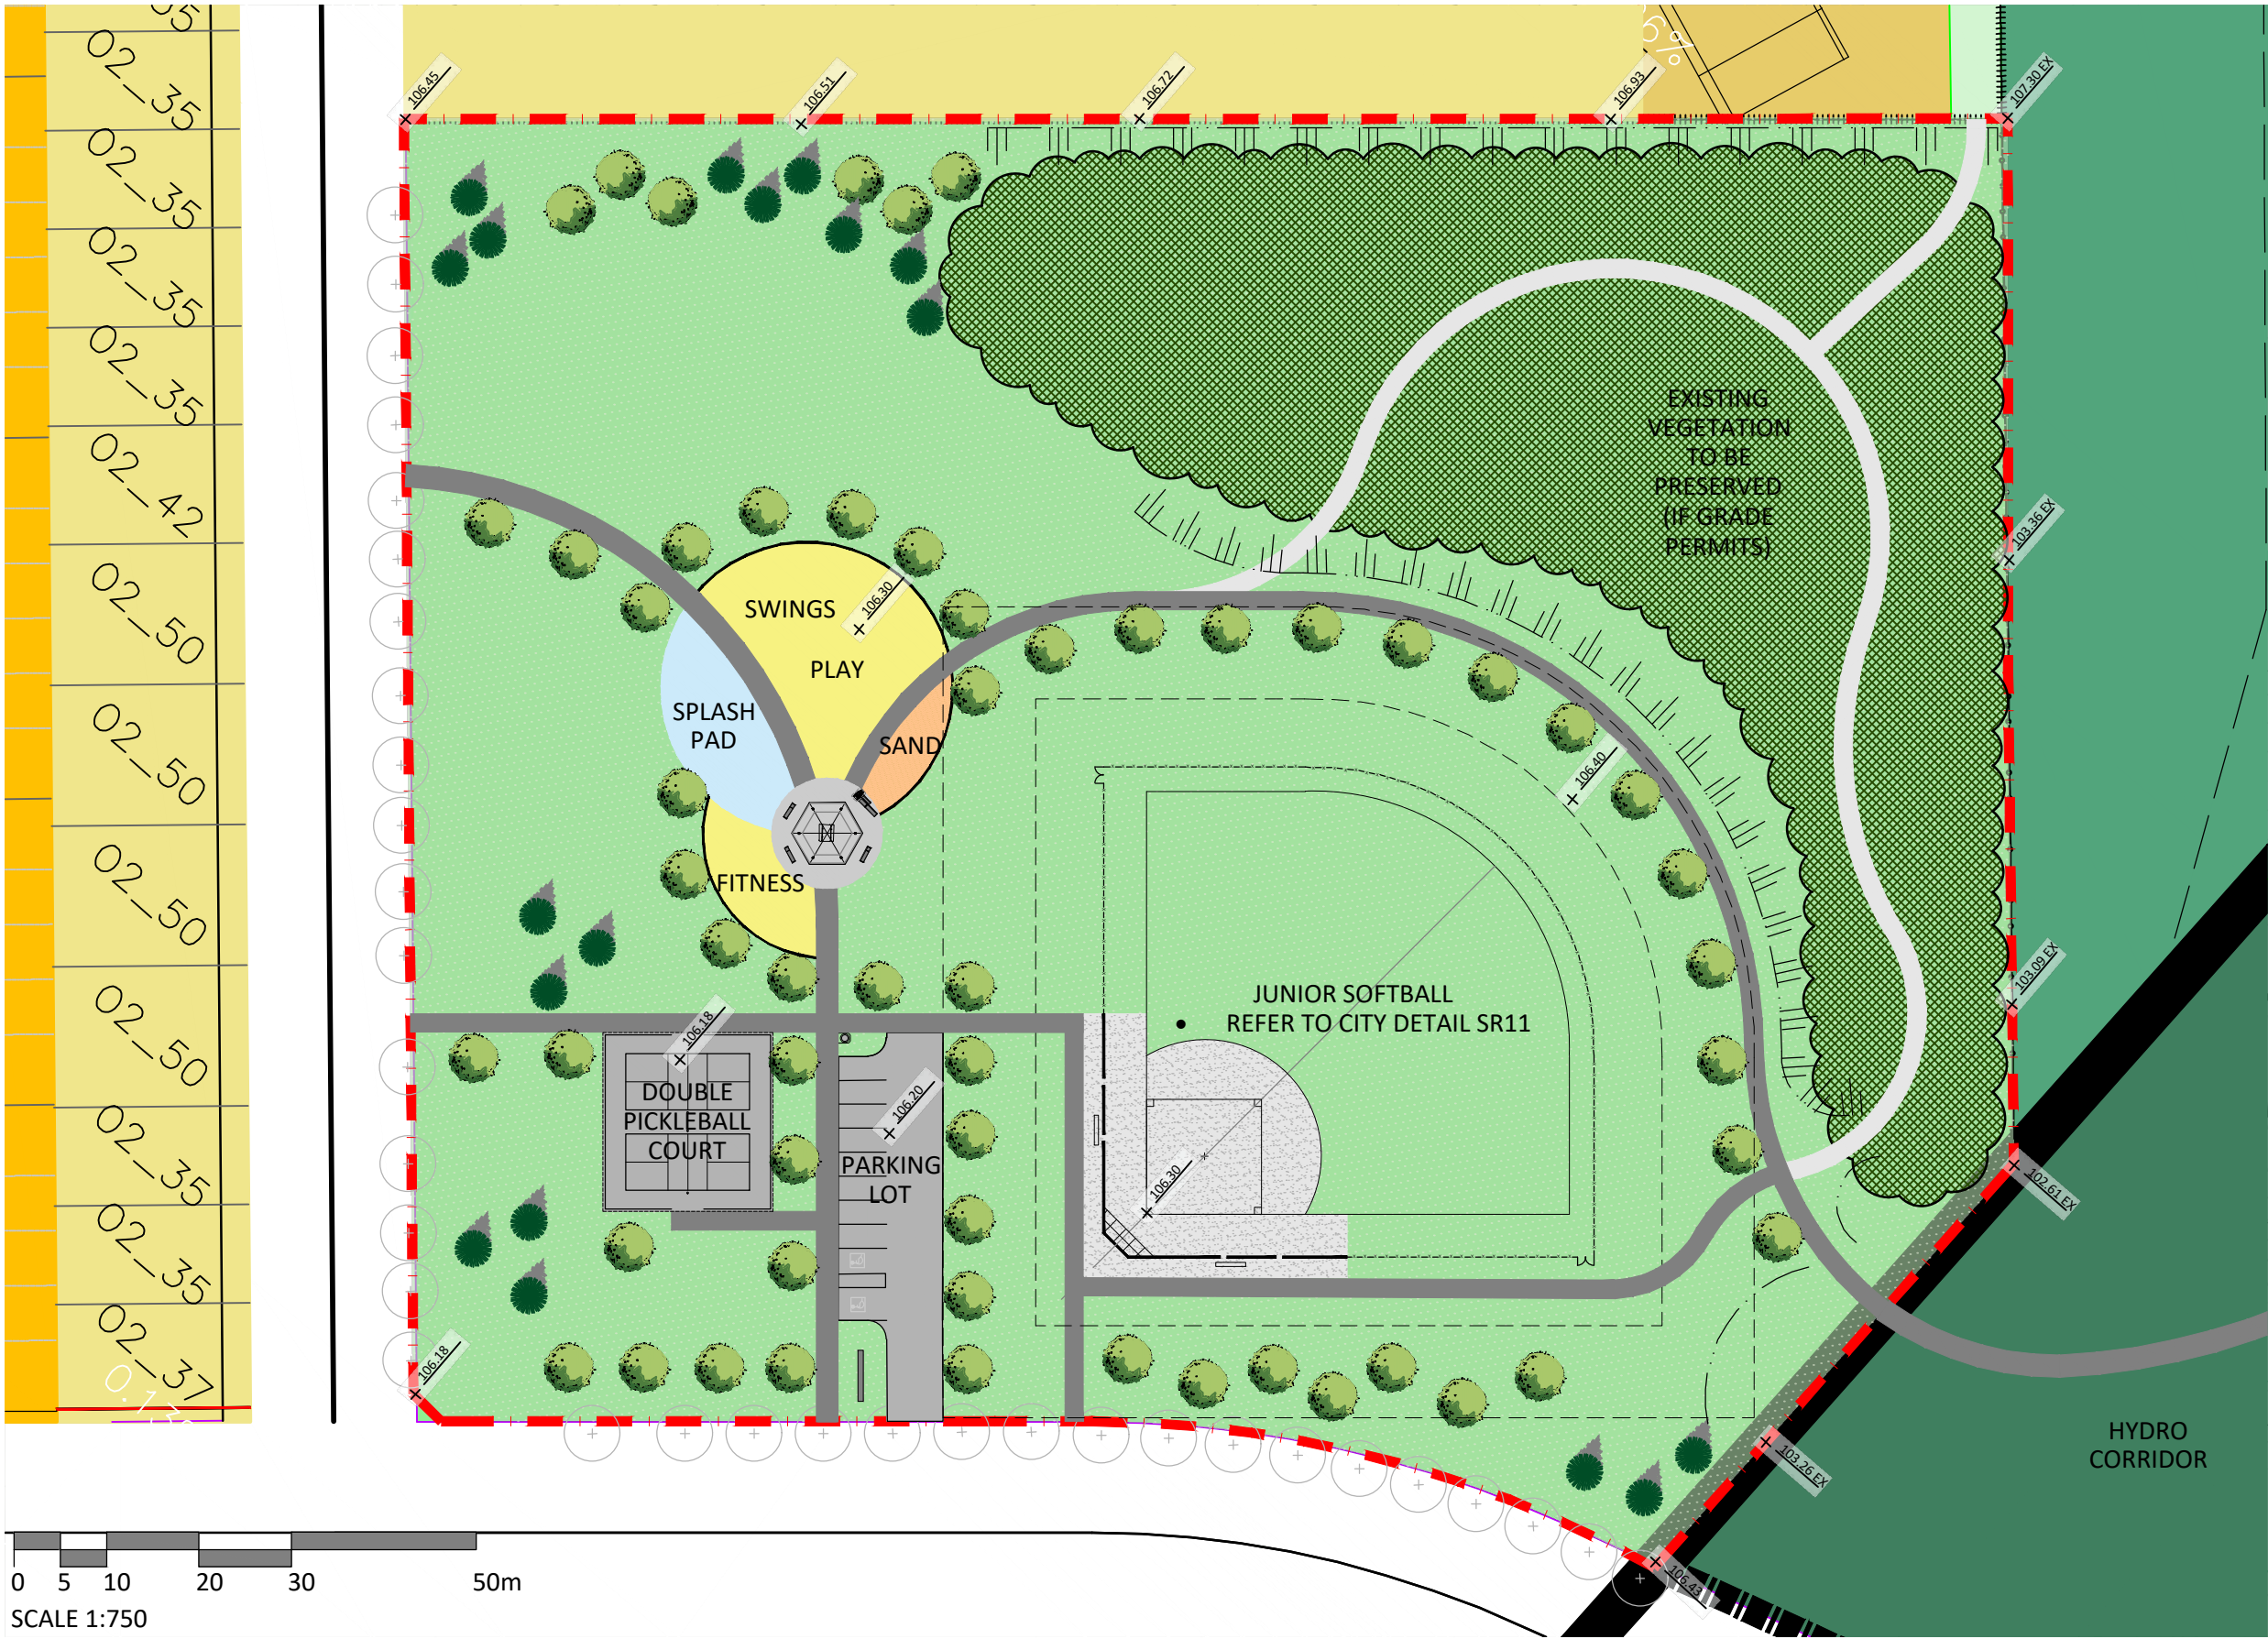 02_35
02_35
02_35
02_35
02_42
02_50
02_50
02_50
02_50
02_35
02_35
02_37
106.45
106.51
106.72
106.93
107.30 EX
EXISTING
VEGETATION
TO BE
PRESERVED
(IF GRADE
PERMITS)
103.36 EX
SWINGS
106.30
PLAY
SPLASH
PAD
SAND
106.40
FITNESS
103.09 EX
JUNIOR SOFTBALL
REFER TO CITY DETAIL SR11
106.18
DOUBLE
PICKLEBALL
COURT
106.20
PARKING
LOT
106.30
102.61 EX
106.18
103.26 EX
HYDRO
CORRIDOR
106.43
0 5 10 20 30 50m
SCALE 1:750